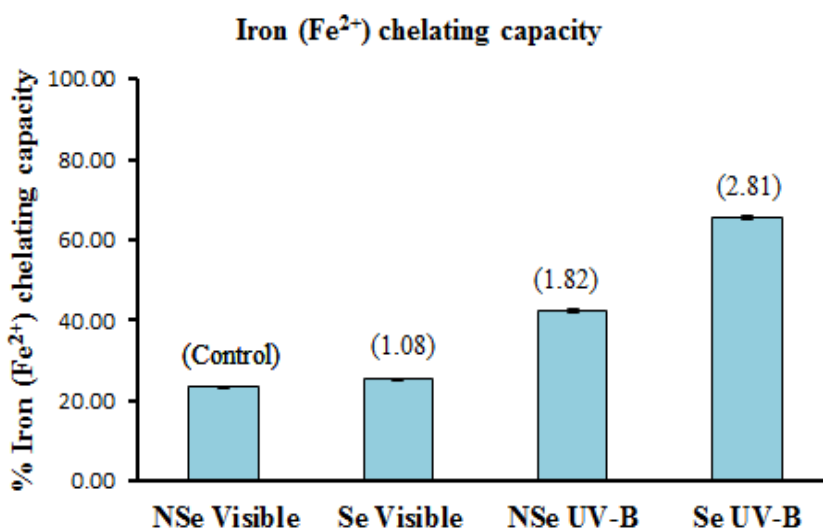 Iron (Fe²⁺) chelating capacity
% Iron (Fe²⁺) chelating capacity
100.00
80.00
60.00
40.00
20.00
0.00
(Control)
(1.08)
(1.82)
(2.81)
NSe Visible
Se Visible
NSe UV-B
Se UV-B